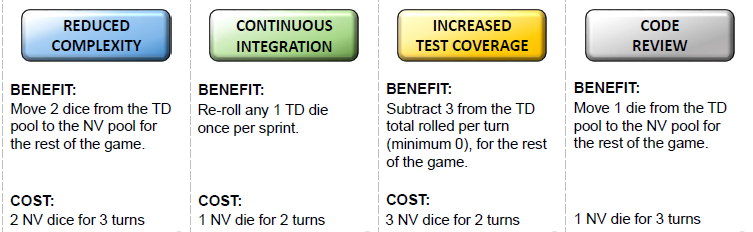 REDUCED
COMPLEXITY
BENEFIT:
Move 2 dice from the TD
pool to the NV pool for
the rest of the game.
COST:
2 NV dice for 3 turns
CONTINUOUS
INTEGRATION
BENEFIT:
Re-roll any 1 TD die
once per sprint.
COST:
1 NV die for 2 turns
INCREASED
TEST COVERAGE
BENEFIT:
Subtract 3 from the TD
total rolled per turn
(minimum 0), for the rest
of the game.
COST:
3 NV dice for 2 turns
CODE
REVIEW
BENEFIT:
Move 1 die from the TD
pool to the NV pool for
the rest of the game.
1 NV die for 3 turns